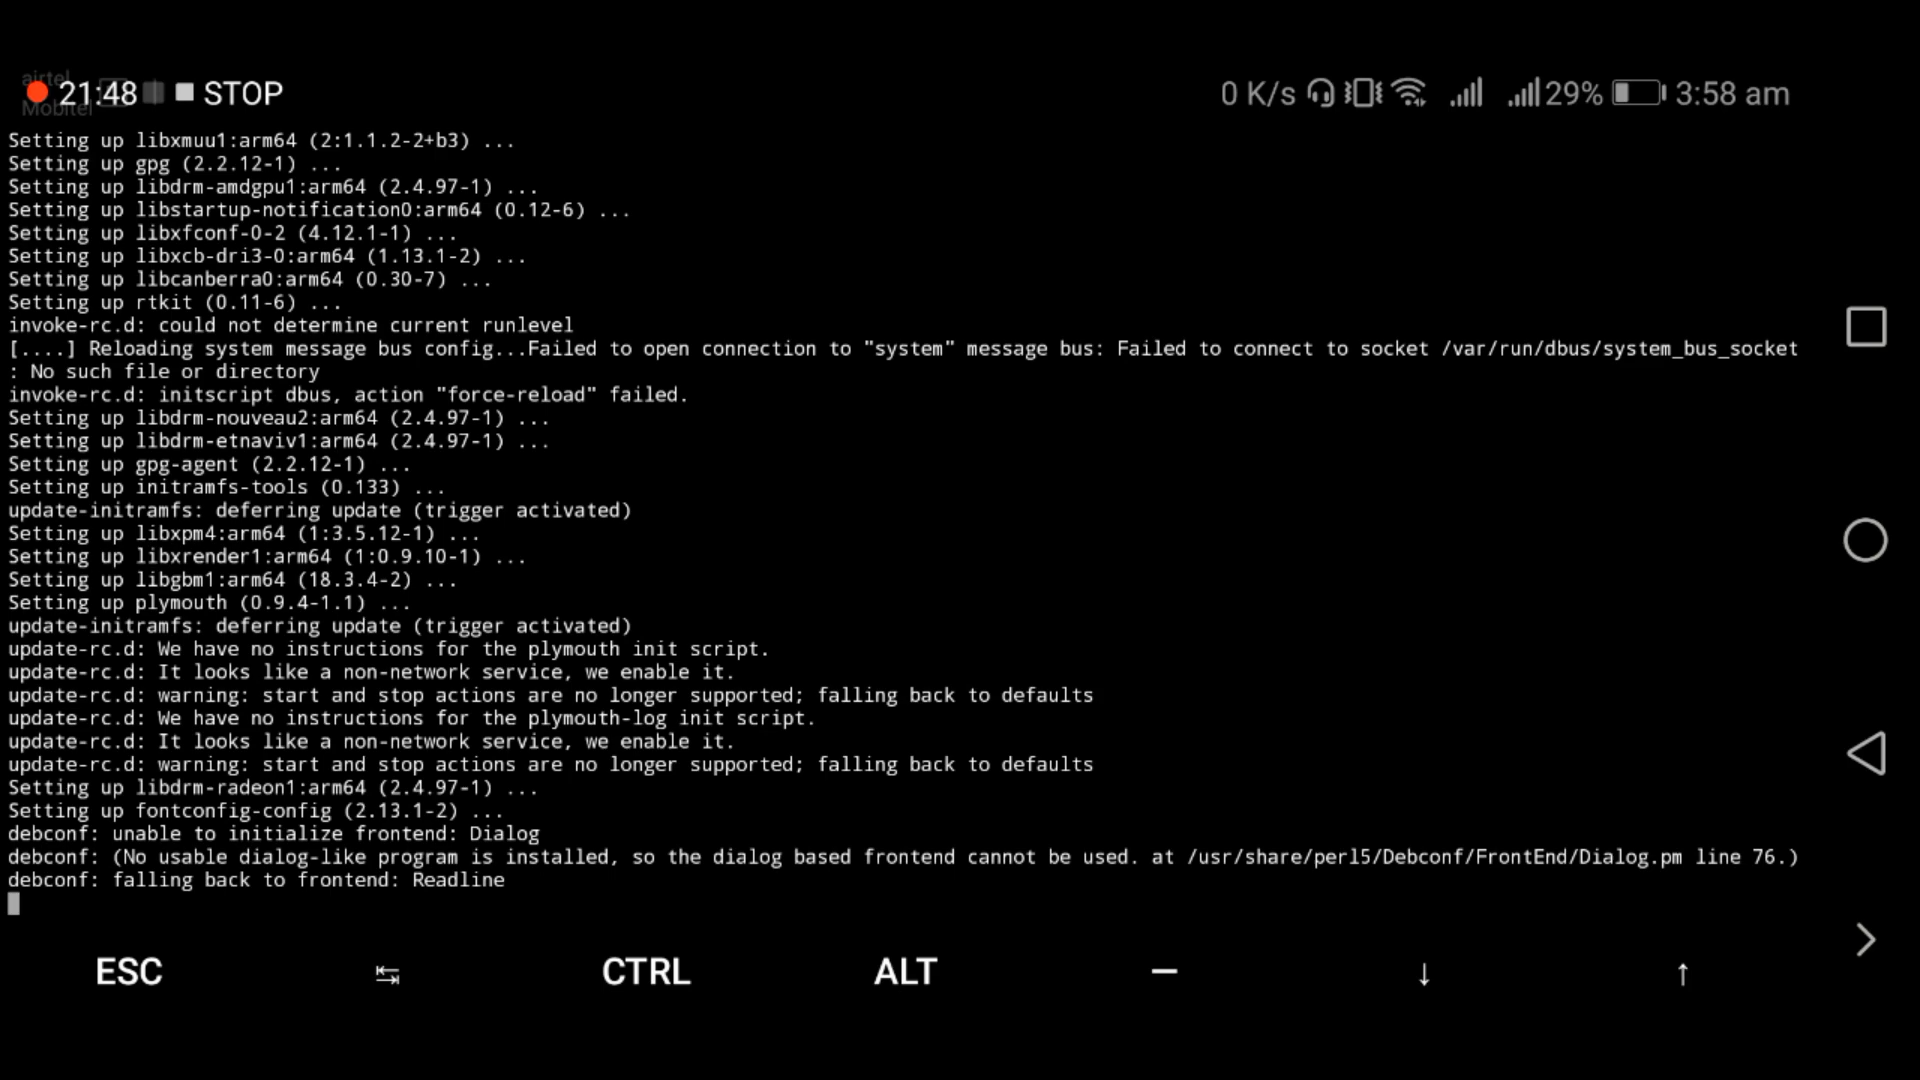 airtel
Mobitel
21:48 STOP
0 K/s 29% 3:58 am
Setting up libxmuu1:arm64 (2:1.1.2-2+b3) ...
Setting up gpg (2.2.12-1) ...
Setting up libdrm-amdgpu1:arm64 (2.4.97-1) ...
Setting up libstartup-notification0:arm64 (0.12-6) ...
Setting up libxfconf-0-2 (4.12.1-1) ...
Setting up libxcb-dri3-0:arm64 (1.13.1-2) ...
Setting up libcanberra0:arm64 (0.30-7) ...
Setting up rtkit (0.11-6) ...
invoke-rc.d: could not determine current runlevel
[....] Reloading system message bus config...Failed to open connection to "system" message bus: Failed to connect to socket /var/run/dbus/system_bus_socket
: No such file or directory
invoke-rc.d: initscript dbus, action "force-reload" failed.
Setting up libdrm-nouveau2:arm64 (2.4.97-1) ...
Setting up libdrm-etnaviv1:arm64 (2.4.97-1) ...
Setting up gpg-agent (2.2.12-1) ...
Setting up initramfs-tools (0.133) ...
update-initramfs: deferring update (trigger activated)
Setting up libxpm4:arm64 (1:3.5.12-1) ...
Setting up libxrender1:arm64 (1:0.9.10-1) ...
Setting up libgbm1:arm64 (18.3.4-2) ...
Setting up plymouth (0.9.4-1.1) ...
update-initramfs: deferring update (trigger activated)
update-rc.d: We have no instructions for the plymouth init script.
update-rc.d: It looks like a non-network service, we enable it.
update-rc.d: warning: start and stop actions are no longer supported; falling back to defaults
update-rc.d: We have no instructions for the plymouth-log init script.
update-rc.d: It looks like a non-network service, we enable it.
update-rc.d: warning: start and stop actions are no longer supported; falling back to defaults
Setting up libdrm-radeon1:arm64 (2.4.97-1) ...
Setting up fontconfig-config (2.13.1-2) ...
debconf: unable to initialize frontend: Dialog
debconf: (No usable dialog-like program is installed, so the dialog based frontend cannot be used. at /usr/share/perl5/Debconf/FrontEnd/Dialog.pm line 76.)
debconf: falling back to frontend: Readline
ESC ↹ CTRL ALT — ↓ ↑